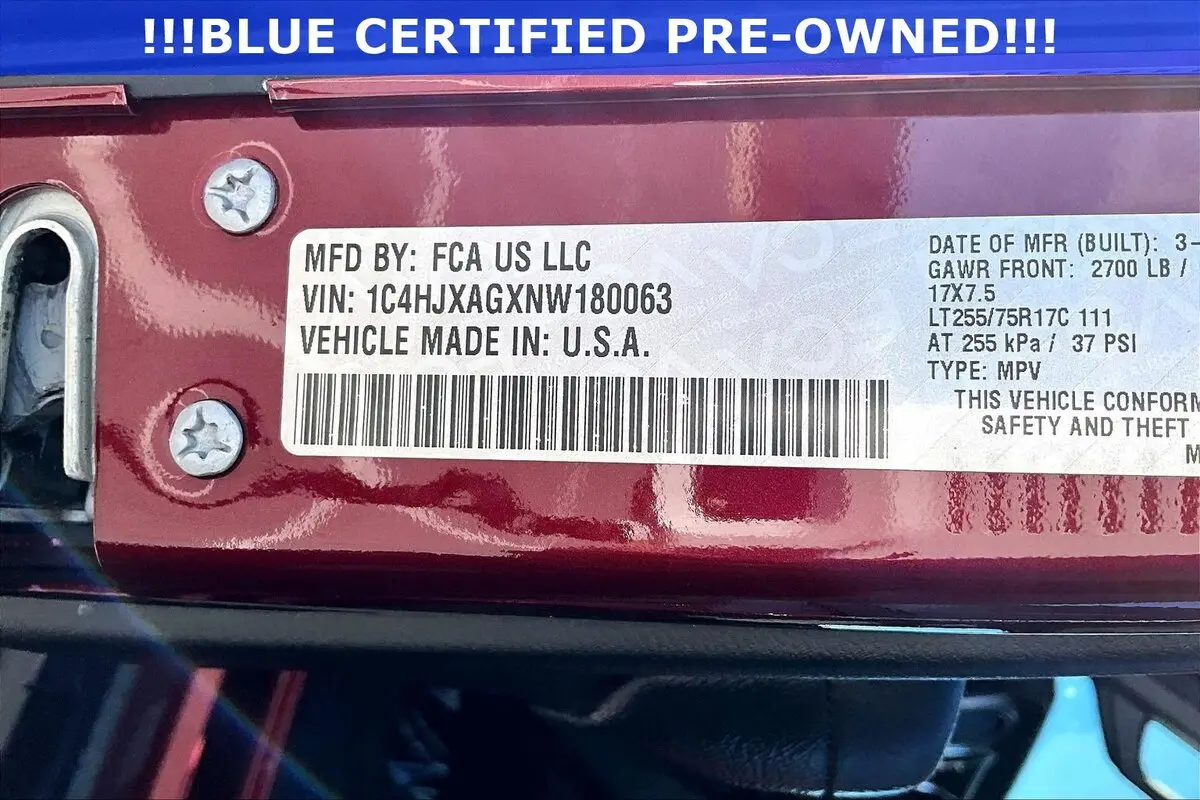 !!!BLUE CERTIFIED PRE-OWNED!!!
MFD BY: FCA US LLC
VIN: 1C4HJXAGXNW180063
VEHICLE MADE IN: U.S.A.
DATE OF MFR (BUILT): 3-
GAWR FRONT: 2700 LB /
17X7.5
LT255/75R17C 111
AT 255 kPa / 37 PSI
TYPE: MPV
THIS VEHICLE CONFORM
SAFETY AND THEFT
M